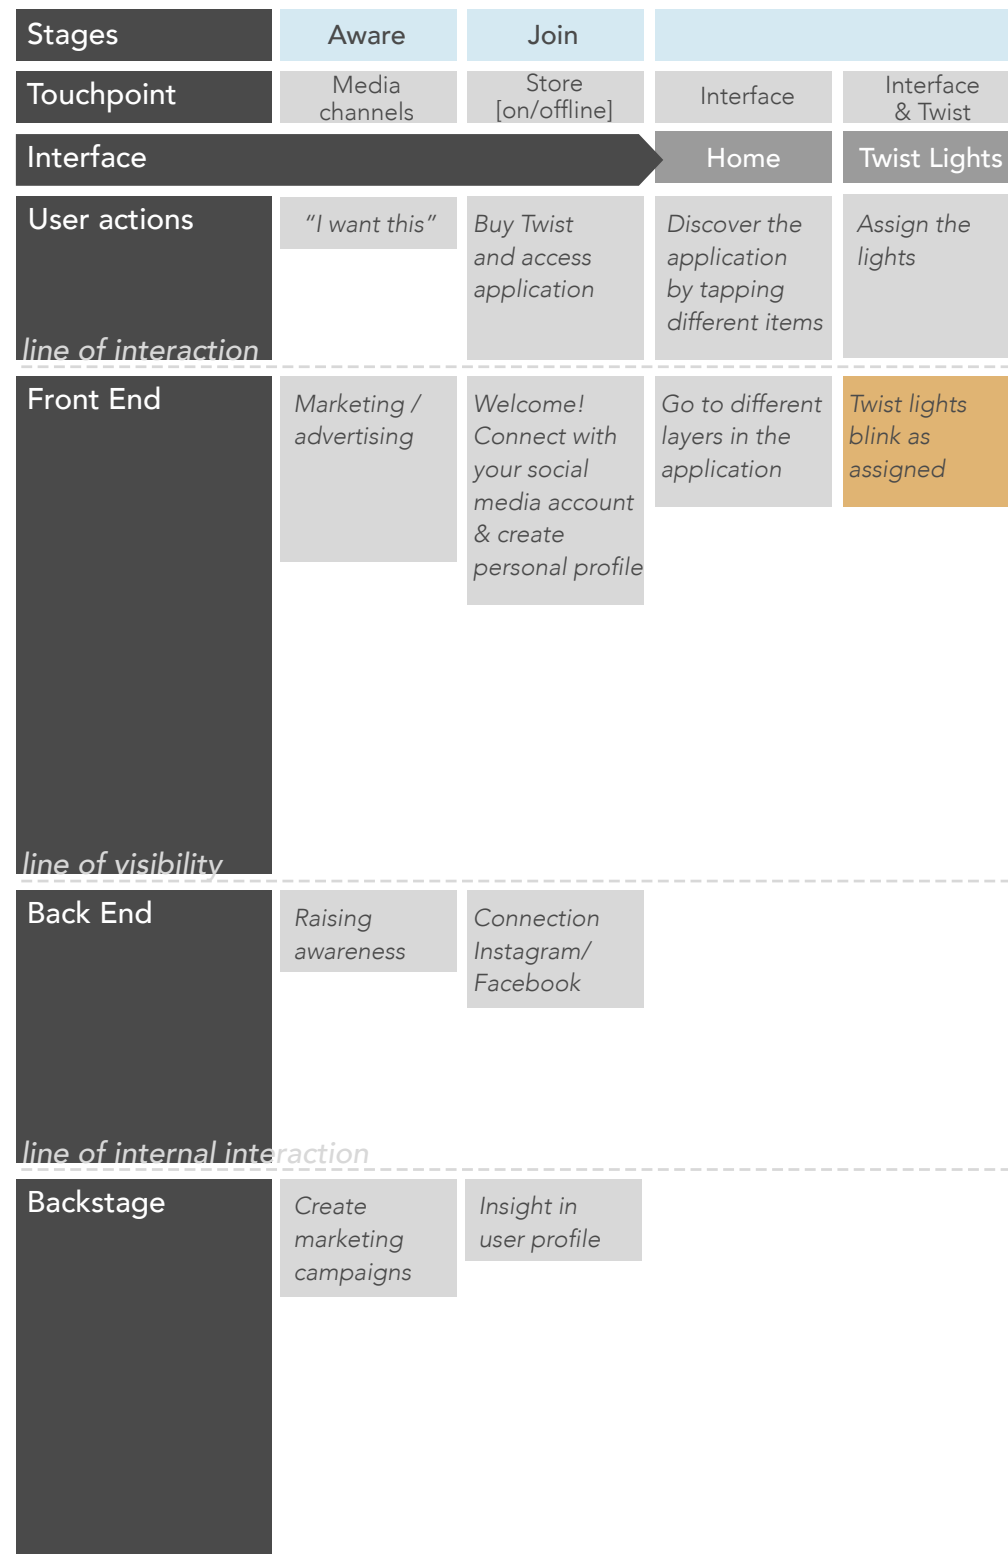 Stages
Aware
Join
Touchpoint
Media
channels
Store
[on/offline]
Interface
Interface
& Twist
Interface
Home
Twist Lights
User actions
“I want this”
Buy Twist
and access
application
Discover the
application
by tapping
different items
Assign the
lights
line of interaction
Front End
Marketing /
advertising
Welcome!
Connect with
your social
media account
& create
personal profile
Go to different
layers in the
application
Twist lights
blink as
assigned
line of visibility
Back End
Raising
awareness
Connection
Instagram/
Facebook
line of internal interaction
Backstage
Create
marketing
campaigns
Insight in
user profile